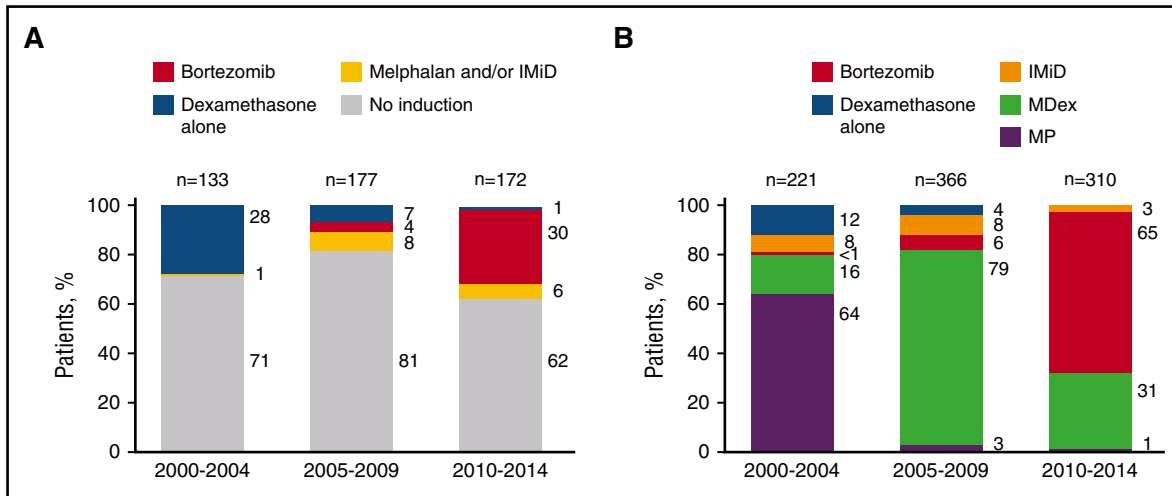 A
Bortezomib
Melphalan and/or IMiD
Dexamethasone
alone
No induction
n=133
n=177
n=172
Patients, %
100
80
60
40
20
0
28
1
71
7
4
8
81
1
30
6
62
2000-2004
2005-2009
2010-2014
B
Bortezomib
IMiD
Dexamethasone
alone
MDex
MP
n=221
n=366
n=310
Patients, %
100
80
60
40
20
0
12
8
<1
16
64
4
8
6
79
3
3
65
31
1
2000-2004
2005-2009
2010-2014